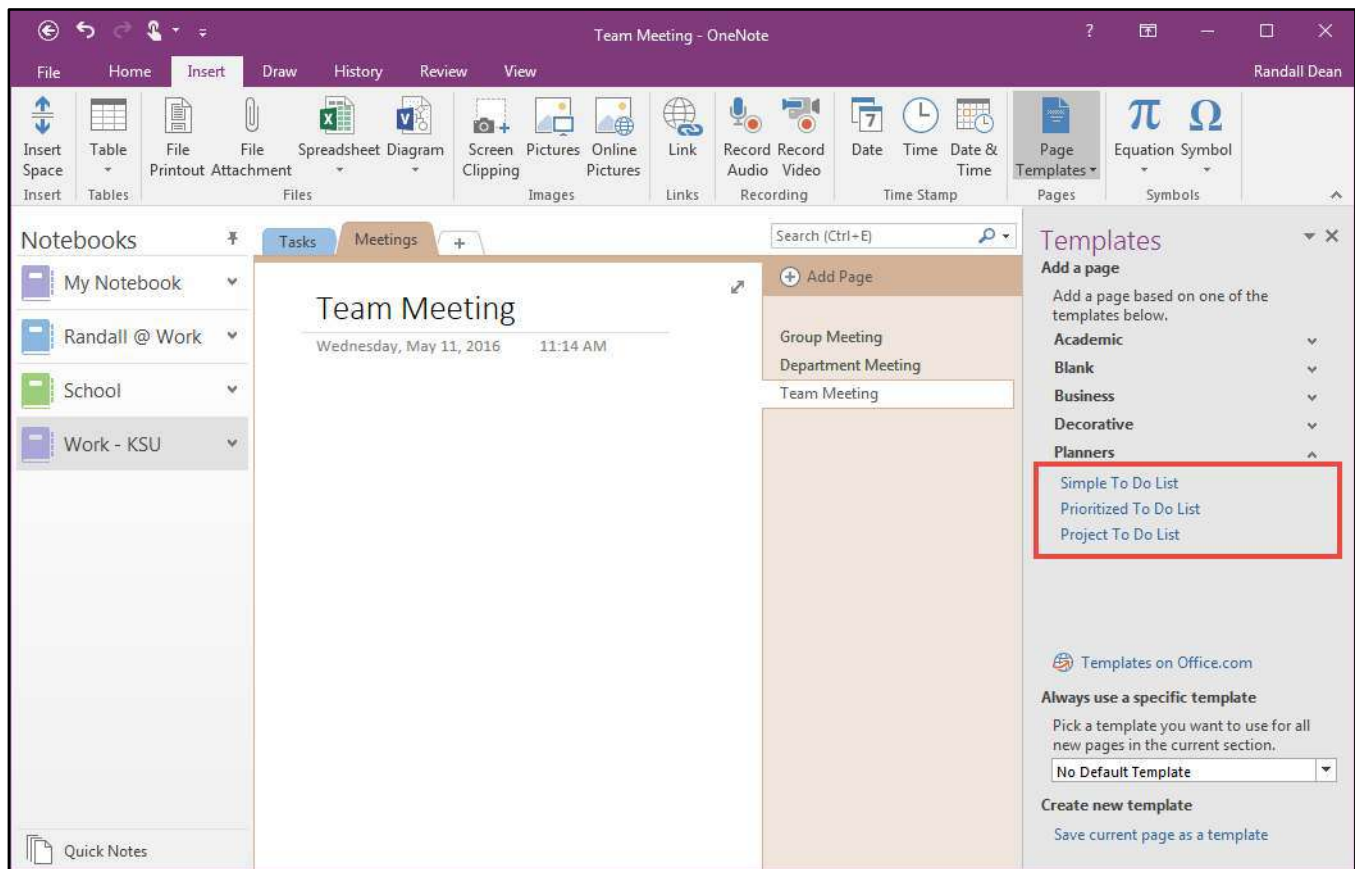 Team Meeting - OneNote
?
File Home Insert Draw History Review View Randall Dean
Insert Space
Table
File Printout
File Attachment
Spreadsheet
Diagram
Screen Clipping
Pictures
Online Pictures
Link
Record Audio
Record Video
7
Date
Time
Date & Time
Page Templates
π
Equation
Ω
Symbol
Insert Tables Files Images Links Recording Time Stamp Pages Symbols
Notebooks
My Notebook
Randall @ Work
School
Work - KSU
Quick Notes
Tasks Meetings +
Search (Ctrl+E)
Team Meeting
Wednesday, May 11, 2016 11:14 AM
Add Page
Group Meeting
Department Meeting
Team Meeting
Templates
Add a page
Add a page based on one of the
templates below.
Academic
Blank
Business
Decorative
Planners
Simple To Do List
Prioritized To Do List
Project To Do List
Templates on Office.com
Always use a specific template
Pick a template you want to use for all
new pages in the current section.
No Default Template
Create new template
Save current page as a template